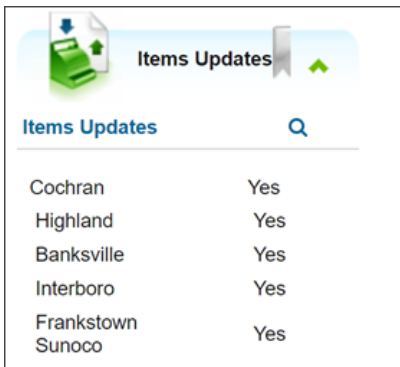 Items Updates
Items Updates
Cochran Yes
Highland Yes
Banksville Yes
Interboro Yes
Frankstown
Sunoco Yes